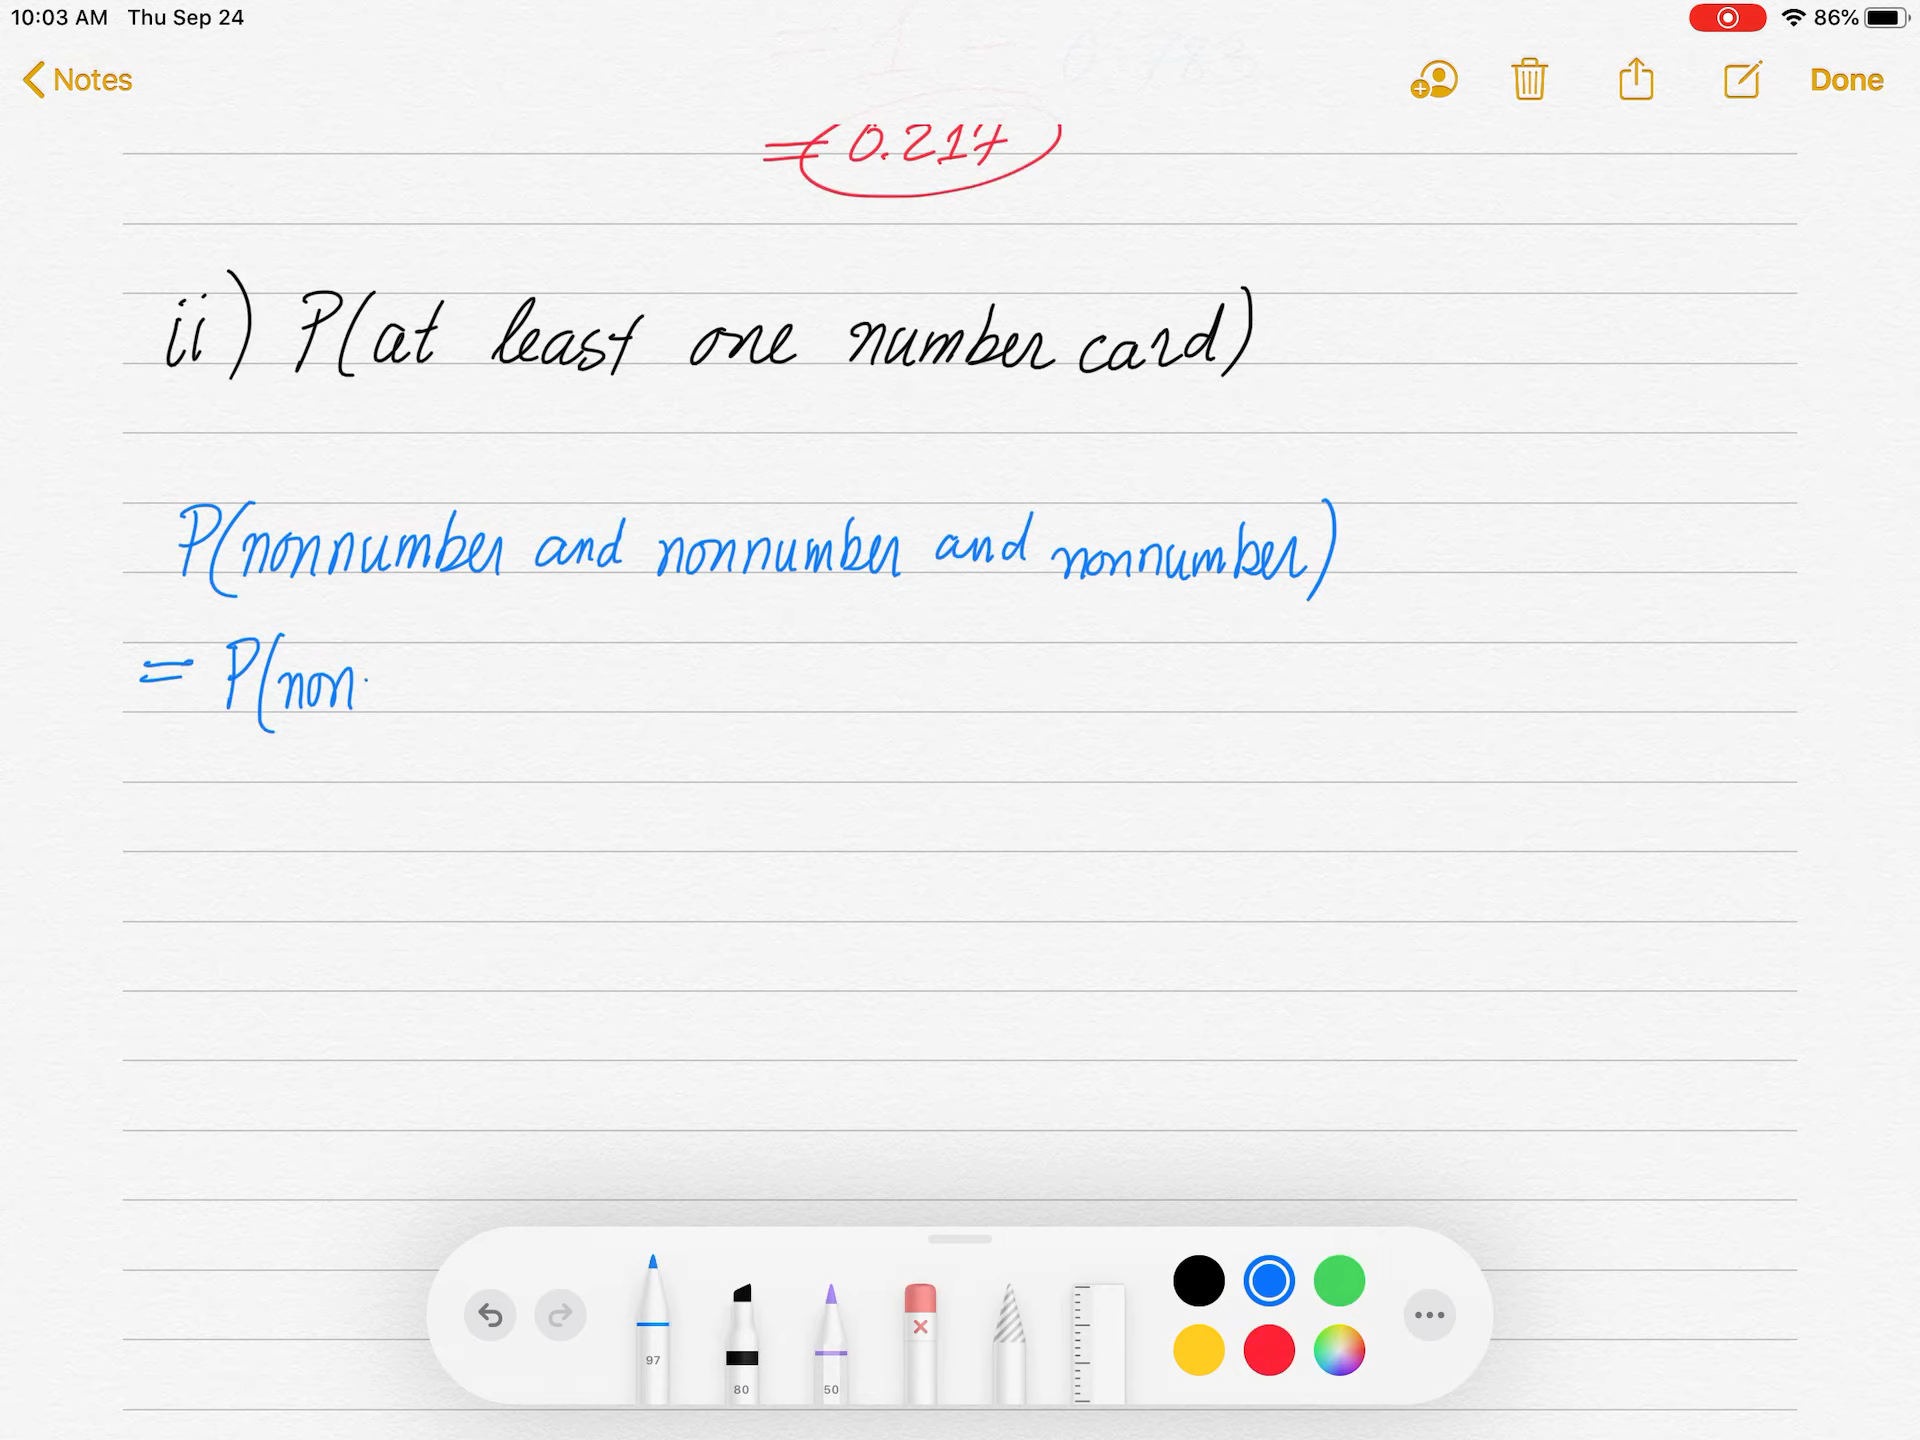 10:03 AM Thu Sep 24 86%
Notes Done
= 0.217
ii) P(at least one number card)
P(nonnumber and nonnumber and nonnumber)
= P(non
97 80 50